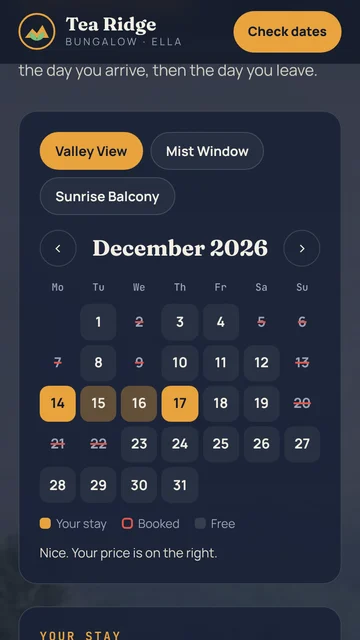 Tea Ridge
BUNGALOW · ELLA
Check dates
the day you arrive, then the day you leave.
Valley View
Mist Window
Sunrise Balcony
‹ December 2026 ›
Mo Tu We Th Fr Sa Su
1 2 3 4 5 6
7 8 9 10 11 12 13
14 15 16 17 18 19 20
21 22 23 24 25 26 27
28 29 30 31
Your stay Booked Free
Nice. Your price is on the right.
YOUR STAY